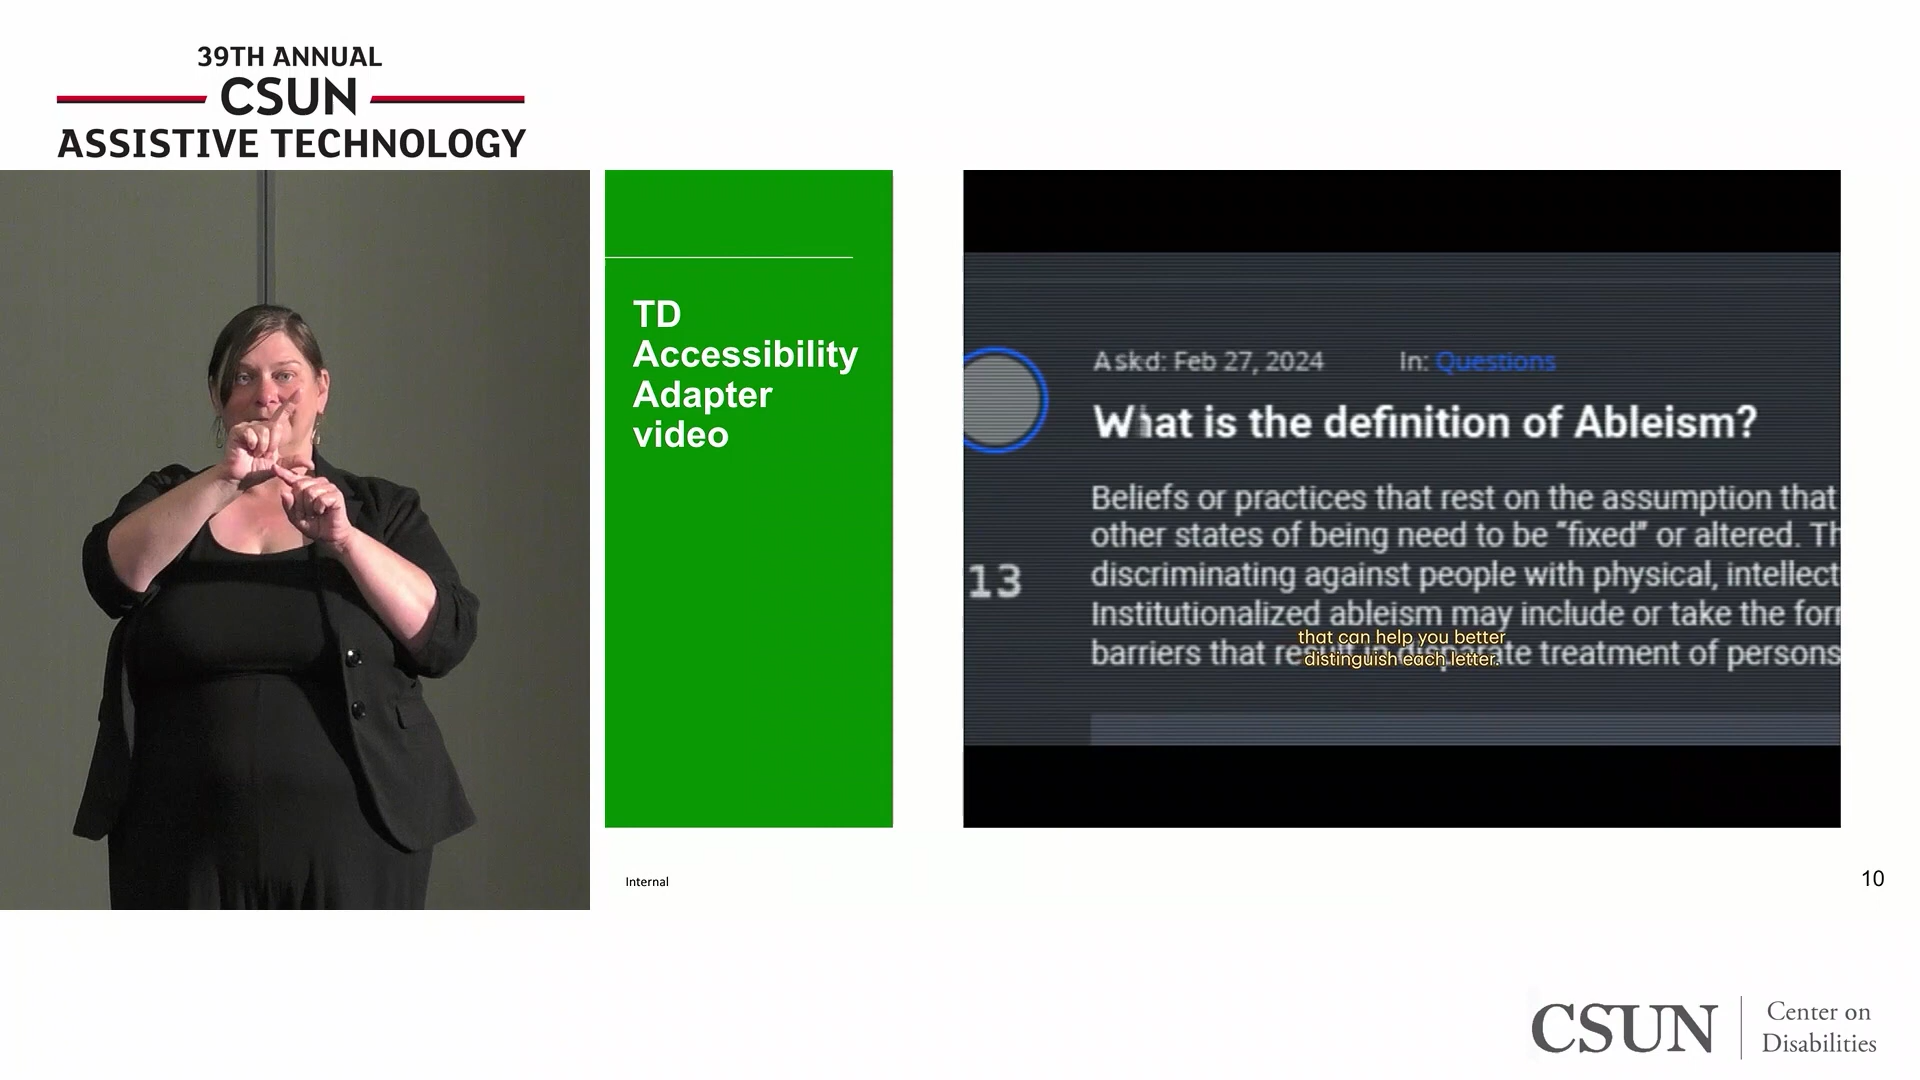 39TH ANNUAL
CSUN
ASSISTIVE TECHNOLOGY
TD
Accessibility
Adapter
video
Askd: Feb 27, 2024 In: Questions
What is the definition of Ableism?
Beliefs or practices that rest on the assumption that
other states of being need to be “fixed” or altered. Th
13
discriminating against people with physical, intellect
Institutionalized ableism may include or take the for
barriers that result in disparate treatment of persons
that can help you better
distinguish each letter.
Internal
10
CSUN
Center on
Disabilities